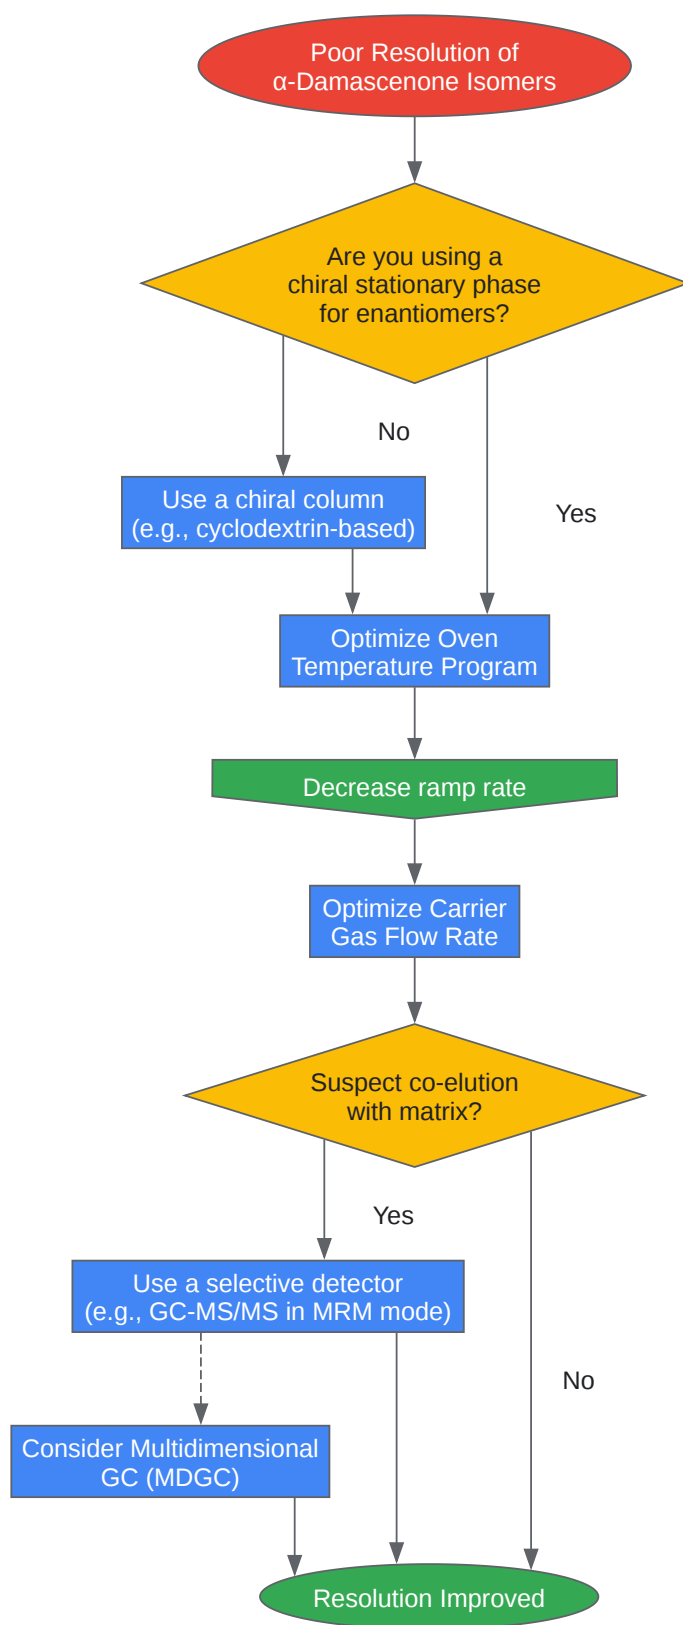 Poor Resolution of
α-Damascenone Isomers
Are you using a
chiral stationary phase
for enantiomers?
No
Use a chiral column
(e.g., cyclodextrin-based)
Yes
Optimize Oven
Temperature Program
Decrease ramp rate
Optimize Carrier
Gas Flow Rate
Suspect co-elution
with matrix?
Yes
Use a selective detector
(e.g., GC-MS/MS in MRM mode)
No
Consider Multidimensional
GC (MDGC)
Resolution Improved